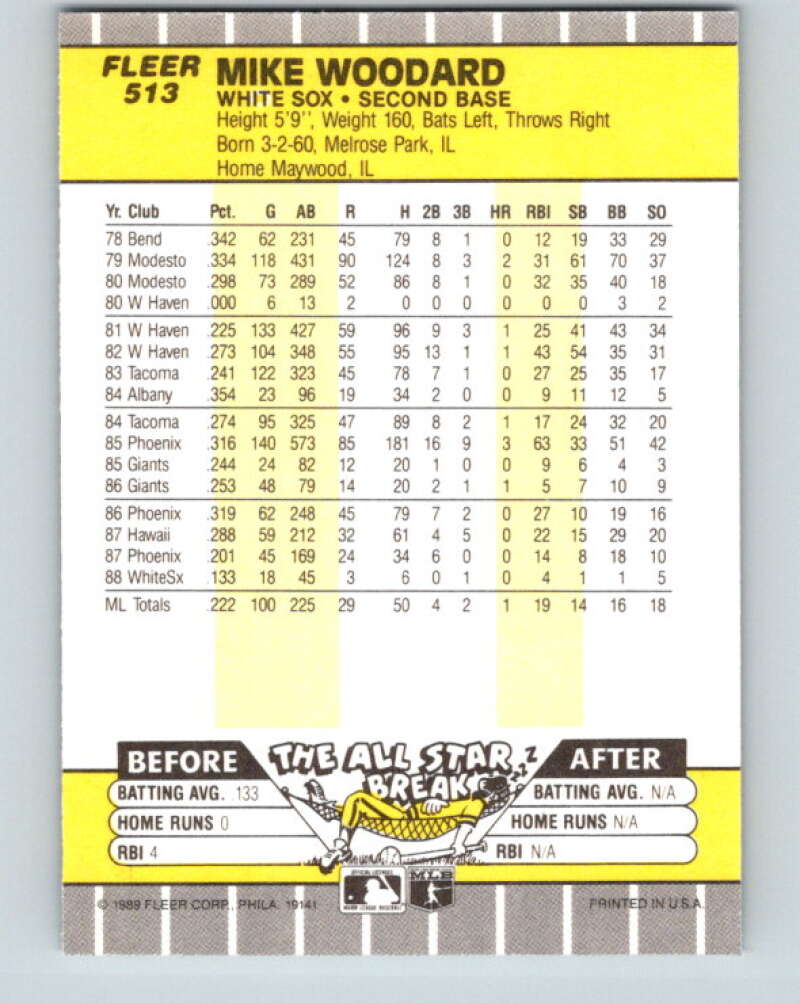 FLEER
513
MIKE WOODARD
WHITE SOX • SECOND BASE
Height 5'9'', Weight 160, Bats Left, Throws Right
Born 3-2-60, Melrose Park, IL
Home Maywood, IL
Yr. Club Pct. G AB R H 2B 3B HR RBI SB BB SO
78 Bend .342 62 231 45 79 8 1 0 12 19 33 29
79 Modesto .334 118 431 90 124 8 3 2 31 61 70 37
80 Modesto .298 73 289 52 86 8 1 0 32 35 40 18
80 W Haven .000 6 13 2 0 0 0 0 0 0 3 2
81 W Haven .225 133 427 59 96 9 3 1 25 41 43 34
82 W Haven .273 104 348 55 95 13 1 1 43 54 35 31
83 Tacoma .241 122 323 45 78 7 1 0 27 25 35 17
84 Albany .354 23 96 19 34 2 0 0 9 11 12 5
84 Tacoma .274 95 325 47 89 8 2 1 17 24 32 20
85 Phoenix .316 140 573 85 181 16 9 3 63 33 51 42
85 Giants .244 24 82 12 20 1 0 0 9 6 4 3
86 Giants .253 48 79 14 20 2 1 1 5 7 10 9
86 Phoenix .319 62 248 45 79 7 2 0 27 10 19 16
87 Hawaii .288 59 212 32 61 4 5 0 22 15 29 20
87 Phoenix .201 45 169 24 34 6 0 0 14 8 18 10
88 WhiteSx .133 18 45 3 6 0 1 0 4 1 1 5
ML Totals .222 100 225 29 50 4 2 1 19 14 16 18
BEFORE THE ALL STAR BREAK zzZ AFTER
BATTING AVG. .133 BATTING AVG. N/A
HOME RUNS 0 HOME RUNS N/A
RBI 4 RBI N/A
MLB
© 1989 FLEER CORP., PHILA. 19141 PRINTED IN U.S.A.